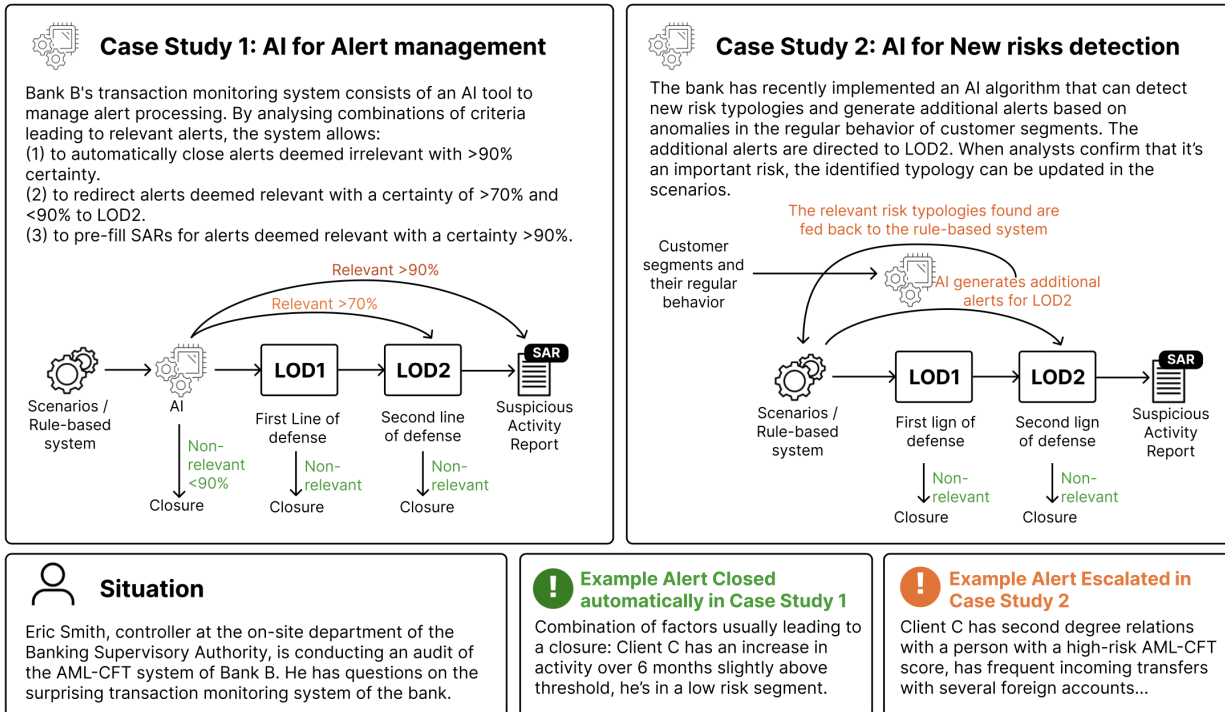 Case Study 1: AI for Alert management
Bank B's transaction monitoring system consists of an AI tool to
manage alert processing. By analysing combinations of criteria
leading to relevant alerts, the system allows:
(1) to automatically close alerts deemed irrelevant with >90%
certainty.
(2) to redirect alerts deemed relevant with a certainty of >70% and
<90% to LOD2.
(3) to pre-fill SARs for alerts deemed relevant with a certainty >90%.
Relevant >90%
Relevant >70%
Scenarios /
Rule-based
system
AI
LOD1
First Line of
defense
LOD2
Second line
of defense
SAR
Suspicious
Activity
Report
Non-
relevant
<90%
Closure
Non-
relevant
Closure
Non-
relevant
Closure
Case Study 2: AI for New risks detection
The bank has recently implemented an AI algorithm that can detect
new risk typologies and generate additional alerts based on
anomalies in the regular behavior of customer segments. The
additional alerts are directed to LOD2. When analysts confirm that it's
an important risk, the identified typology can be updated in the
scenarios.
The relevant risk typologies found are
fed back to the rule-based system
Customer
segments and
their regular
behavior
AI generates additional
alerts for LOD2
Scenarios /
Rule-based
system
LOD1
First lign of
defense
LOD2
Second lign
of defense
SAR
Suspicious
Activity
Report
Non-
relevant
Closure
Non-
relevant
Closure
Situation
Eric Smith, controller at the on-site department of the
Banking Supervisory Authority, is conducting an audit of
the AML-CFT system of Bank B. He has questions on the
surprising transaction monitoring system of the bank.
!
Example Alert Closed
automatically in Case Study 1
Combination of factors usually leading to
a closure: Client C has an increase in
activity over 6 months slightly above
threshold, he's in a low risk segment.
!
Example Alert Escalated in
Case Study 2
Client C has second degree relations
with a person with a high-risk AML-CFT
score, has frequent incoming transfers
with several foreign accounts...